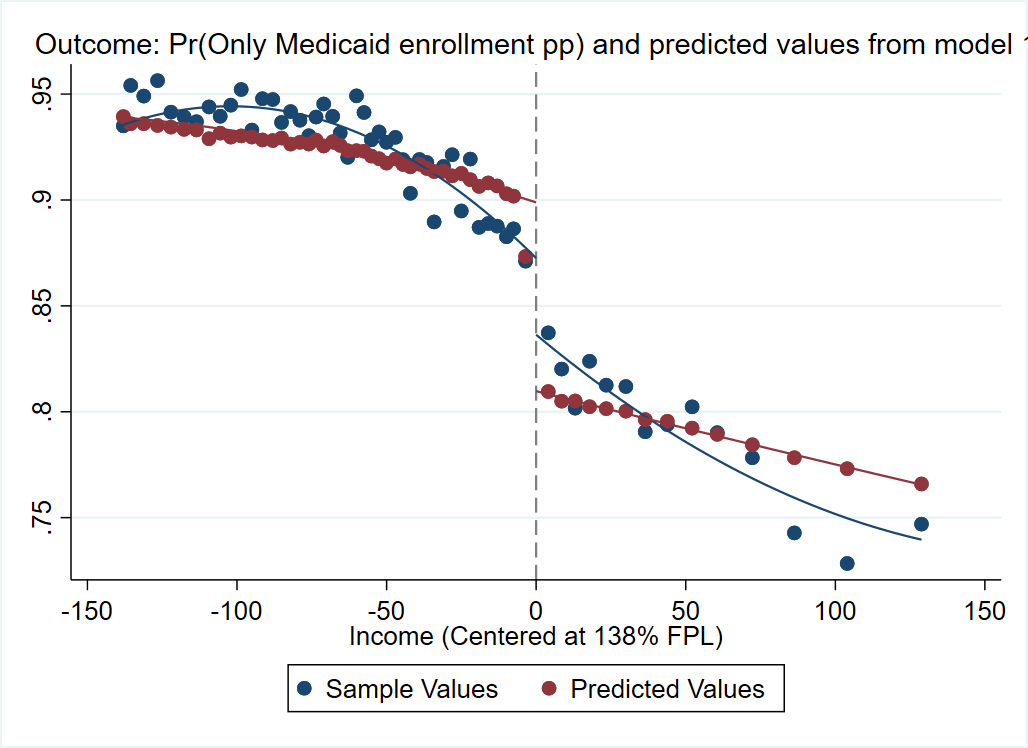 Outcome: Pr(Only Medicaid enrollment pp) and predicted values from model
.95
.9
.85
.8
.75
-150 -100 -50 0 50 100 150
Income (Centered at 138% FPL)
Sample Values Predicted Values